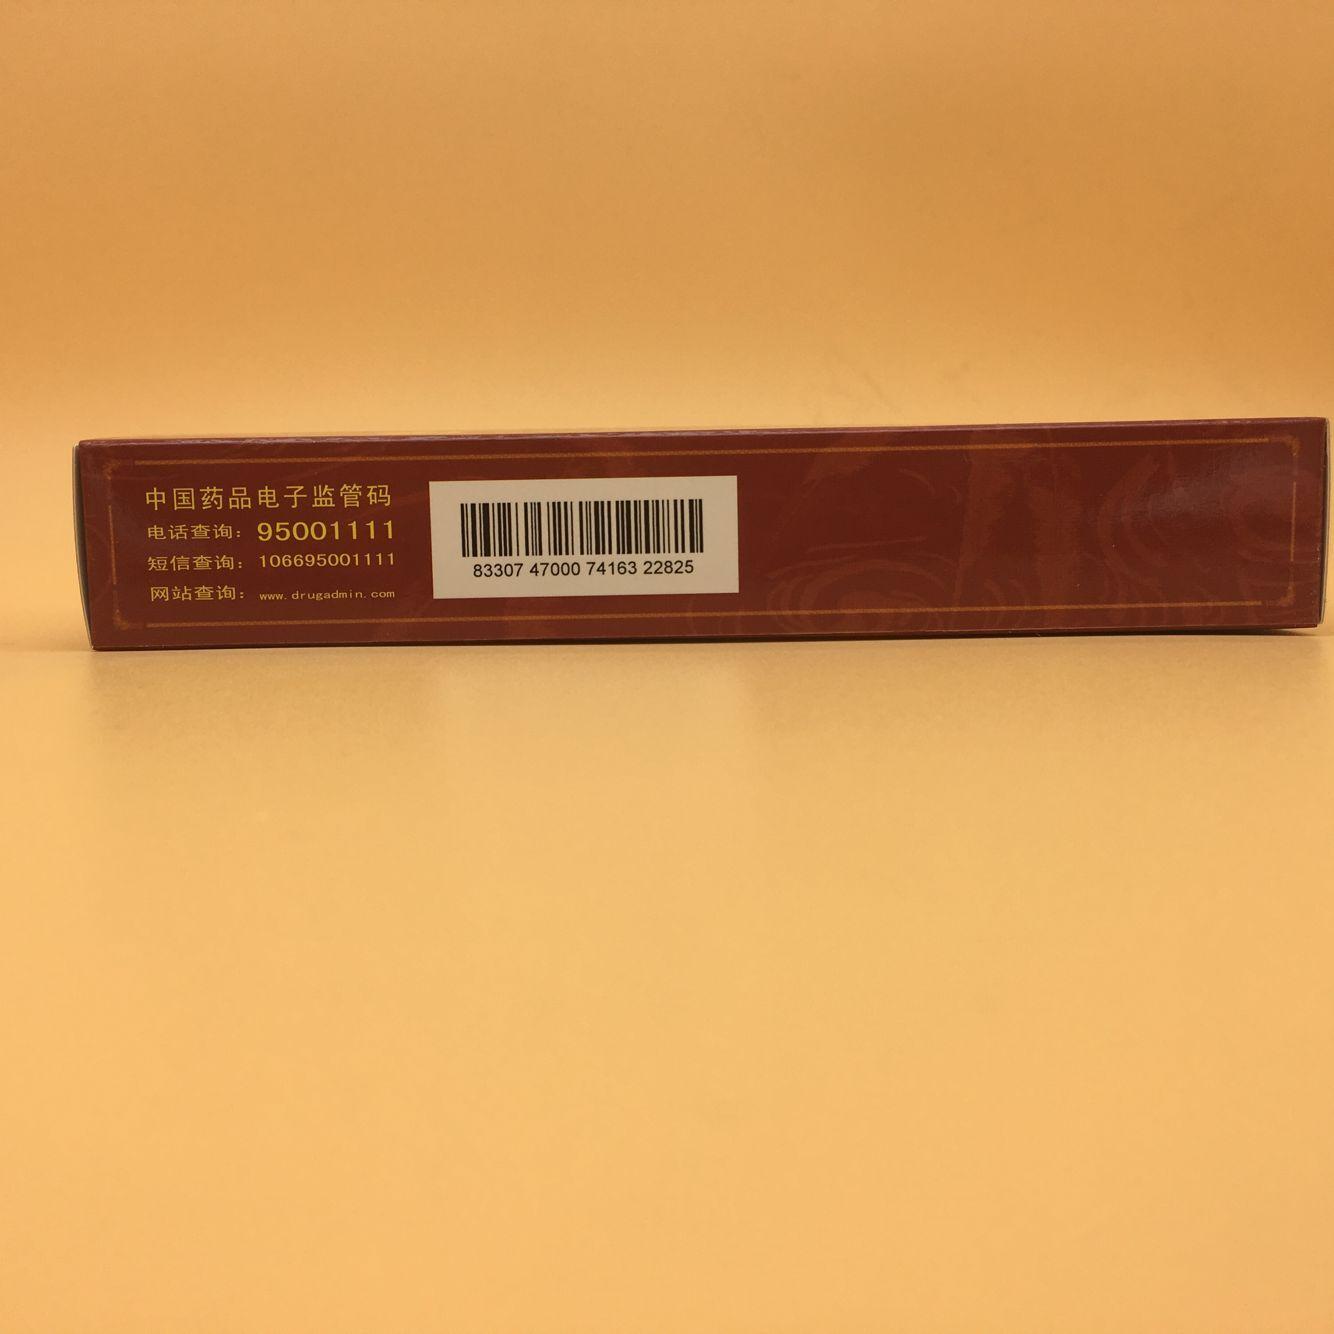 中国药品电子监管码
电话查询：95001111
短信查询：106695001111
网站查询：www.drugadmin.com
83307 47000 74163 22825